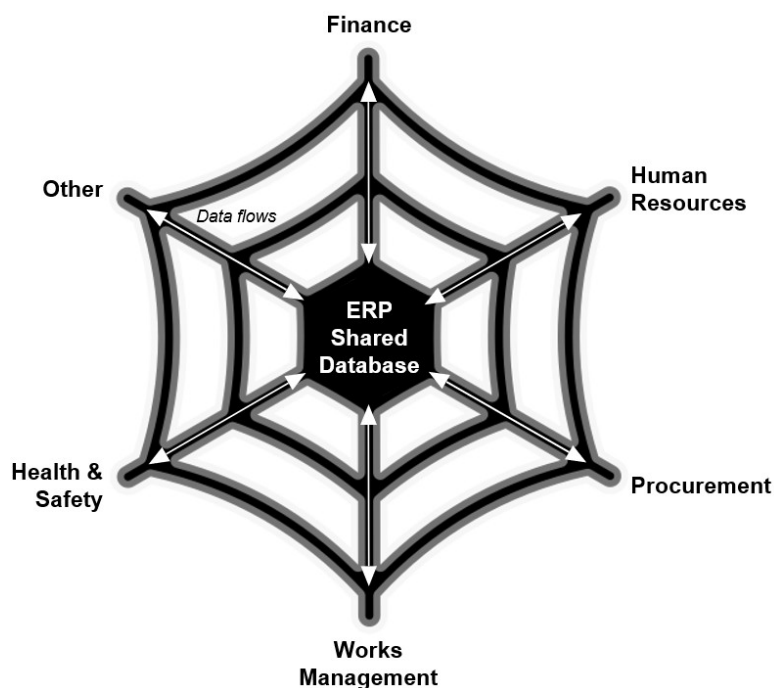 Finance
Other
Human
Resources
Data flows
ERP
Shared
Database
Health &
Safety
Procurement
Works
Management